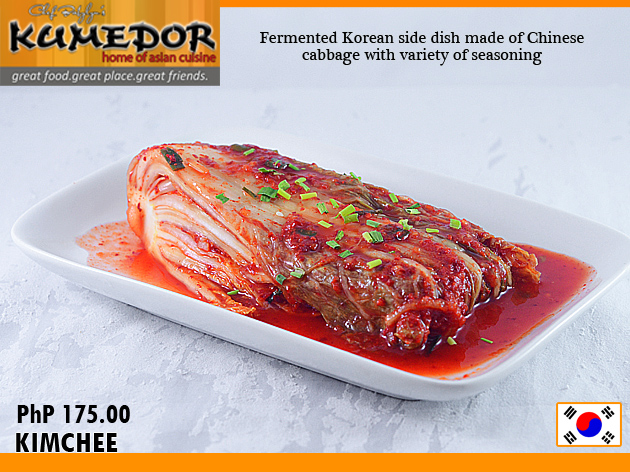 KUMEDOR
home of asian cuisine
great food.great place.great friends.
Fermented Korean side dish made of Chinese
cabbage with variety of seasoning
PhP 175.00
KIMCHEE